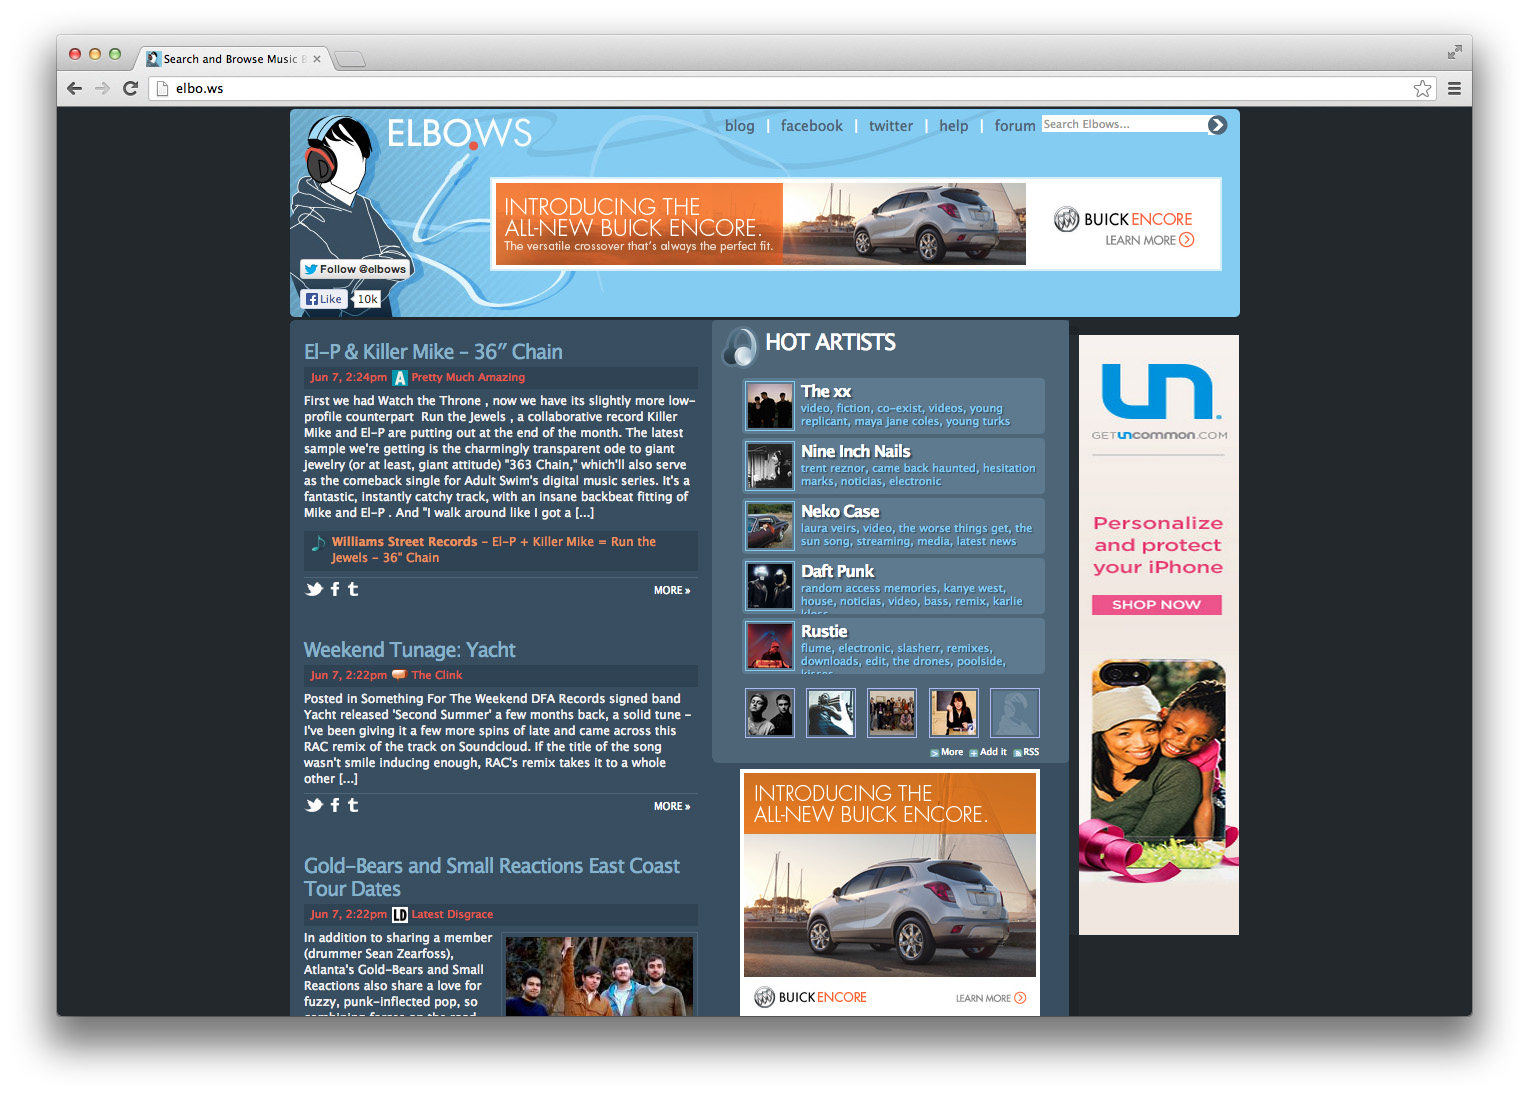 Search and Browse Music B
elbo.ws
ELBO.WS
blog | facebook | twitter | help | forum
Search Elbows...
INTRODUCING THE
ALL-NEW BUICK ENCORE.
The versatile crossover that's always the perfect fit.
BUICK ENCORE
LEARN MORE
Follow @elbows
Like 10k
El-P & Killer Mike – 36″ Chain
Jun 7, 2:24pm A Pretty Much Amazing
First we had Watch the Throne , now we have its slightly more low-
profile counterpart Run the Jewels , a collaborative record Killer
Mike and El-P are putting out at the end of the month. The latest
sample we're getting is the charmingly transparent ode to giant
jewelry (or at least, giant attitude) "363 Chain," which'll also serve
as the comeback single for Adult Swim's digital music series. It's a
fantastic, instantly catchy track, with an insane backbeat fitting of
Mike and El-P . And "I walk around like I got a [...]
Williams Street Records - El-P + Killer Mike = Run the
Jewels - 36" Chain
MORE »
Weekend Tunage: Yacht
Jun 7, 2:22pm The Clink
Posted in Something For The Weekend DFA Records signed band
Yacht released 'Second Summer' a few months back, a solid tune -
I've been giving it a few more spins of late and came across this
RAC remix of the track on Soundcloud. If the title of the song
wasn't smile inducing enough, RAC's remix takes it to a whole
other [...]
MORE »
Gold-Bears and Small Reactions East Coast
Tour Dates
Jun 7, 2:22pm LD Latest Disgrace
In addition to sharing a member
(drummer Sean Zearfoss),
Atlanta's Gold-Bears and Small
Reactions also share a love for
fuzzy, punk-inflected pop, so
combining forces on the road
HOT ARTISTS
The xx
video, fiction, co-exist, videos, young
replicant, maya jane coles, young turks
Nine Inch Nails
trent reznor, came back haunted, hesitation
marks, noticias, electronic
Neko Case
laura veirs, video, the worse things get, the
sun song, streaming, media, latest news
Daft Punk
random access memories, kanye west,
house, noticias, video, bass, remix, karlie
kloss
Rustie
flume, electronic, slasherr, remixes,
downloads, edit, the drones, poolside,
kisses
More Add it RSS
INTRODUCING THE
ALL-NEW BUICK ENCORE.
BUICK ENCORE
LEARN MORE
un.
GETuncommon.COM
Personalize
and protect
your iPhone
SHOP NOW